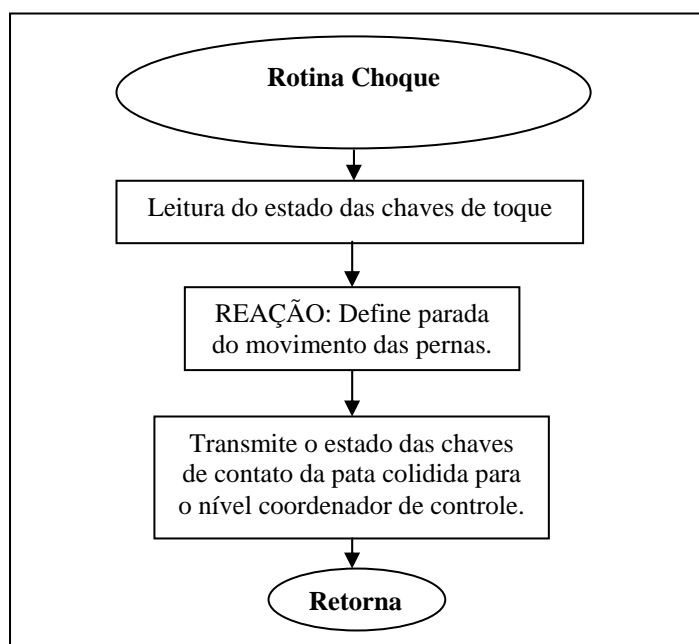 Rotina Choque
Leitura do estado das chaves de toque
REAÇÃO: Define parada
do movimento das pernas.
Transmite o estado das chaves
de contato da pata colidida para
o nível coordenador de controle.
Retorna